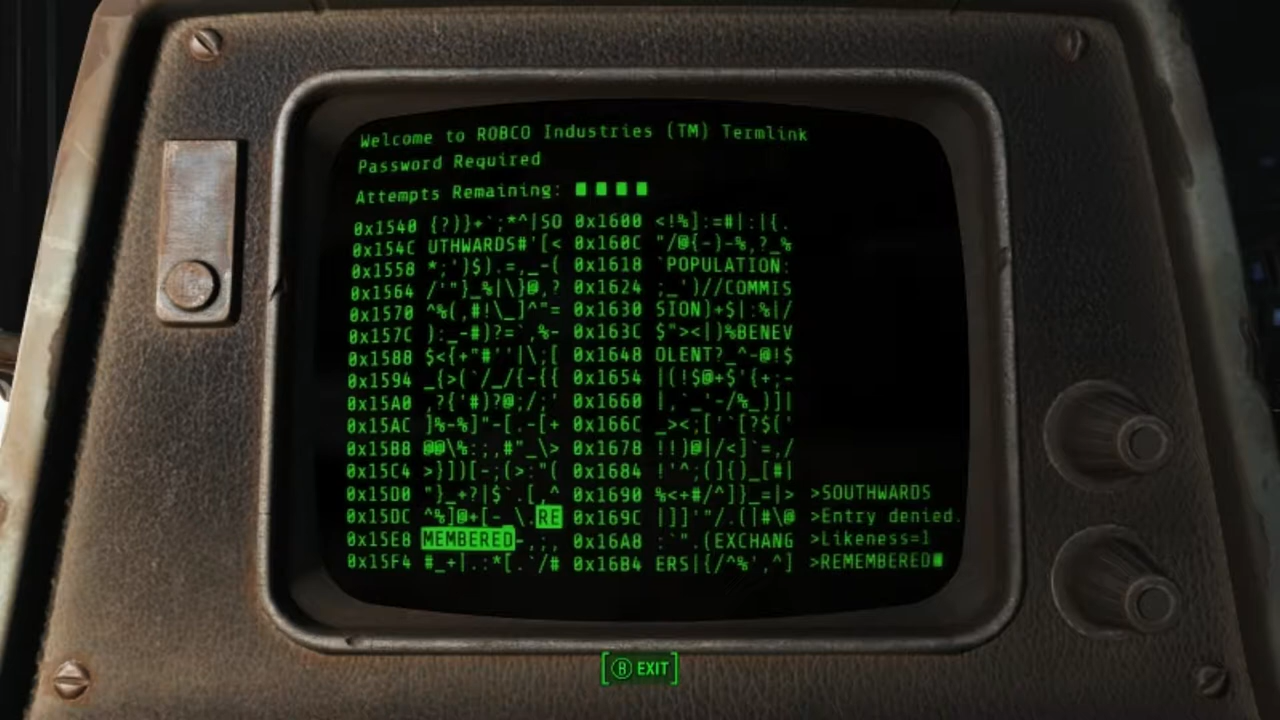 Welcome to ROBCO Industries (TM) Termlink
Password Required
Attempts Remaining: ■ ■ ■ ■
0x1540 {?)}+`;*^|SO 0x1600 <!%]:=#|:|{.
0x154C UTHWARDS#'[< 0x160C "/@{-)-%,?_%
0x1558 *;')$).=,_-( 0x1618 `POPULATION:
0x1564 /'"}_%|\}@,? 0x1624 ;_')//COMMIS
0x1570 ^%(,#!\_]^"= 0x1630 SION)+$|:%|/
0x157C ):_-#)?=`,%- 0x163C $"><|)%BENEV
0x1588 $<{+"#''|\;[ 0x1648 OLENT?_^-@!$
0x1594 _{>(`/_/{-{{ 0x1654 |(!$@+$'{+;-
0x15A0 ,?{'#)?@;/;' 0x1660 |,`_'-/%_)]|
0x15AC ]%-%]"-[.-[+ 0x166C _><;['`[?$('
0x15B8 @@\%:;,#"_\> 0x1678 !!)@|/<]`=,/
0x15C4 >}])[-;(>:"( 0x1684 !'^;(]{}_[#|
0x15D0 "}_+?|$`.[,^ 0x1690 %<+#/^]}_=|> >SOUTHWARDS
0x15DC ^%]@+[-_\.RE 0x169C |]]'"/.(|#\@ >Entry denied.
0x15E8 MEMBERED-,;, 0x16A8 :`".(EXCHANG >Likeness=1
0x15F4 #_+|.:*[.`/# 0x16B4 ERS|{/^%',^] >REMEMBERED■
[(B) EXIT]